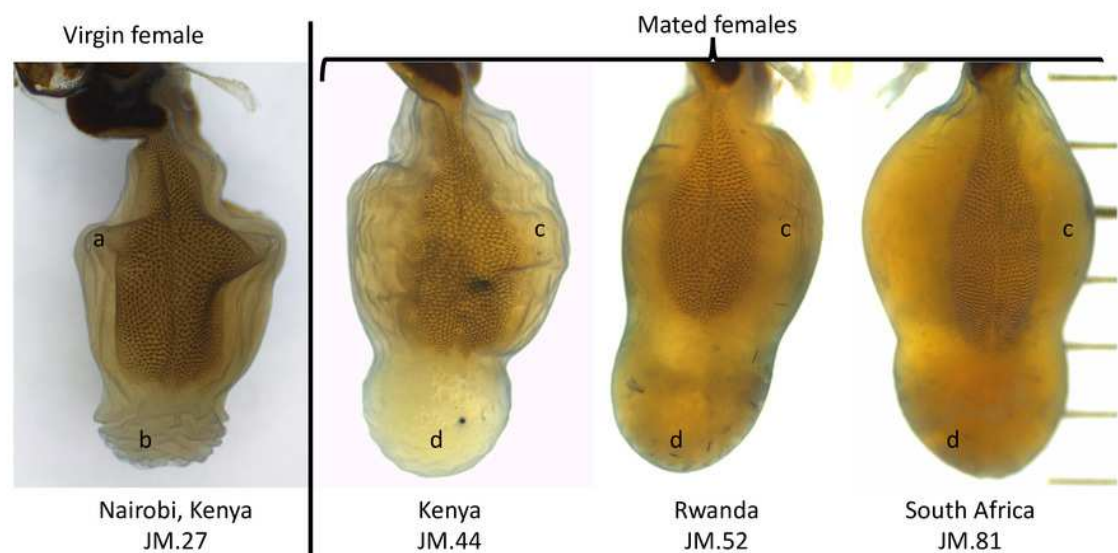 Virgin female
Mated females
a
b
c
d
c
d
c
d
Nairobi, Kenya
JM.27
Kenya
JM.44
Rwanda
JM.52
South Africa
JM.81